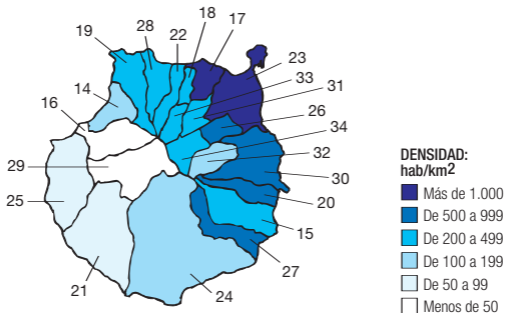 19
28
22
18
17
23
33
31
26
34
32
30
20
15
27
24
21
25
29
16
14
DENSIDAD:
hab/km2
Más de 1.000
De 500 a 999
De 200 a 499
De 100 a 199
De 50 a 99
Menos de 50